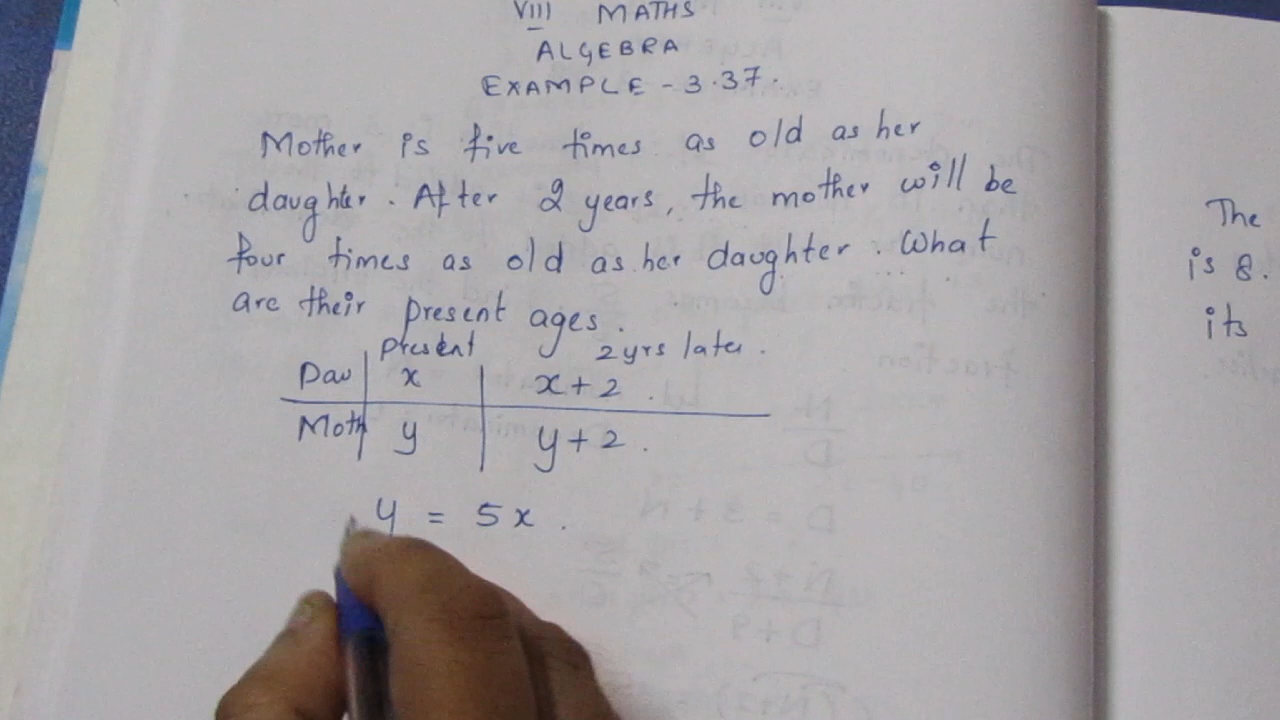 VIII MATHS
ALGEBRA
EXAMPLE - 3.37.
Mother is five times as old as her
daughter. After 2 years, the mother will be
four times as old as her daughter. What
are their present ages.
present 2yrs later.
Dau x x+2.
Moth y y+2.
y = 5x.
The
is 8.
its